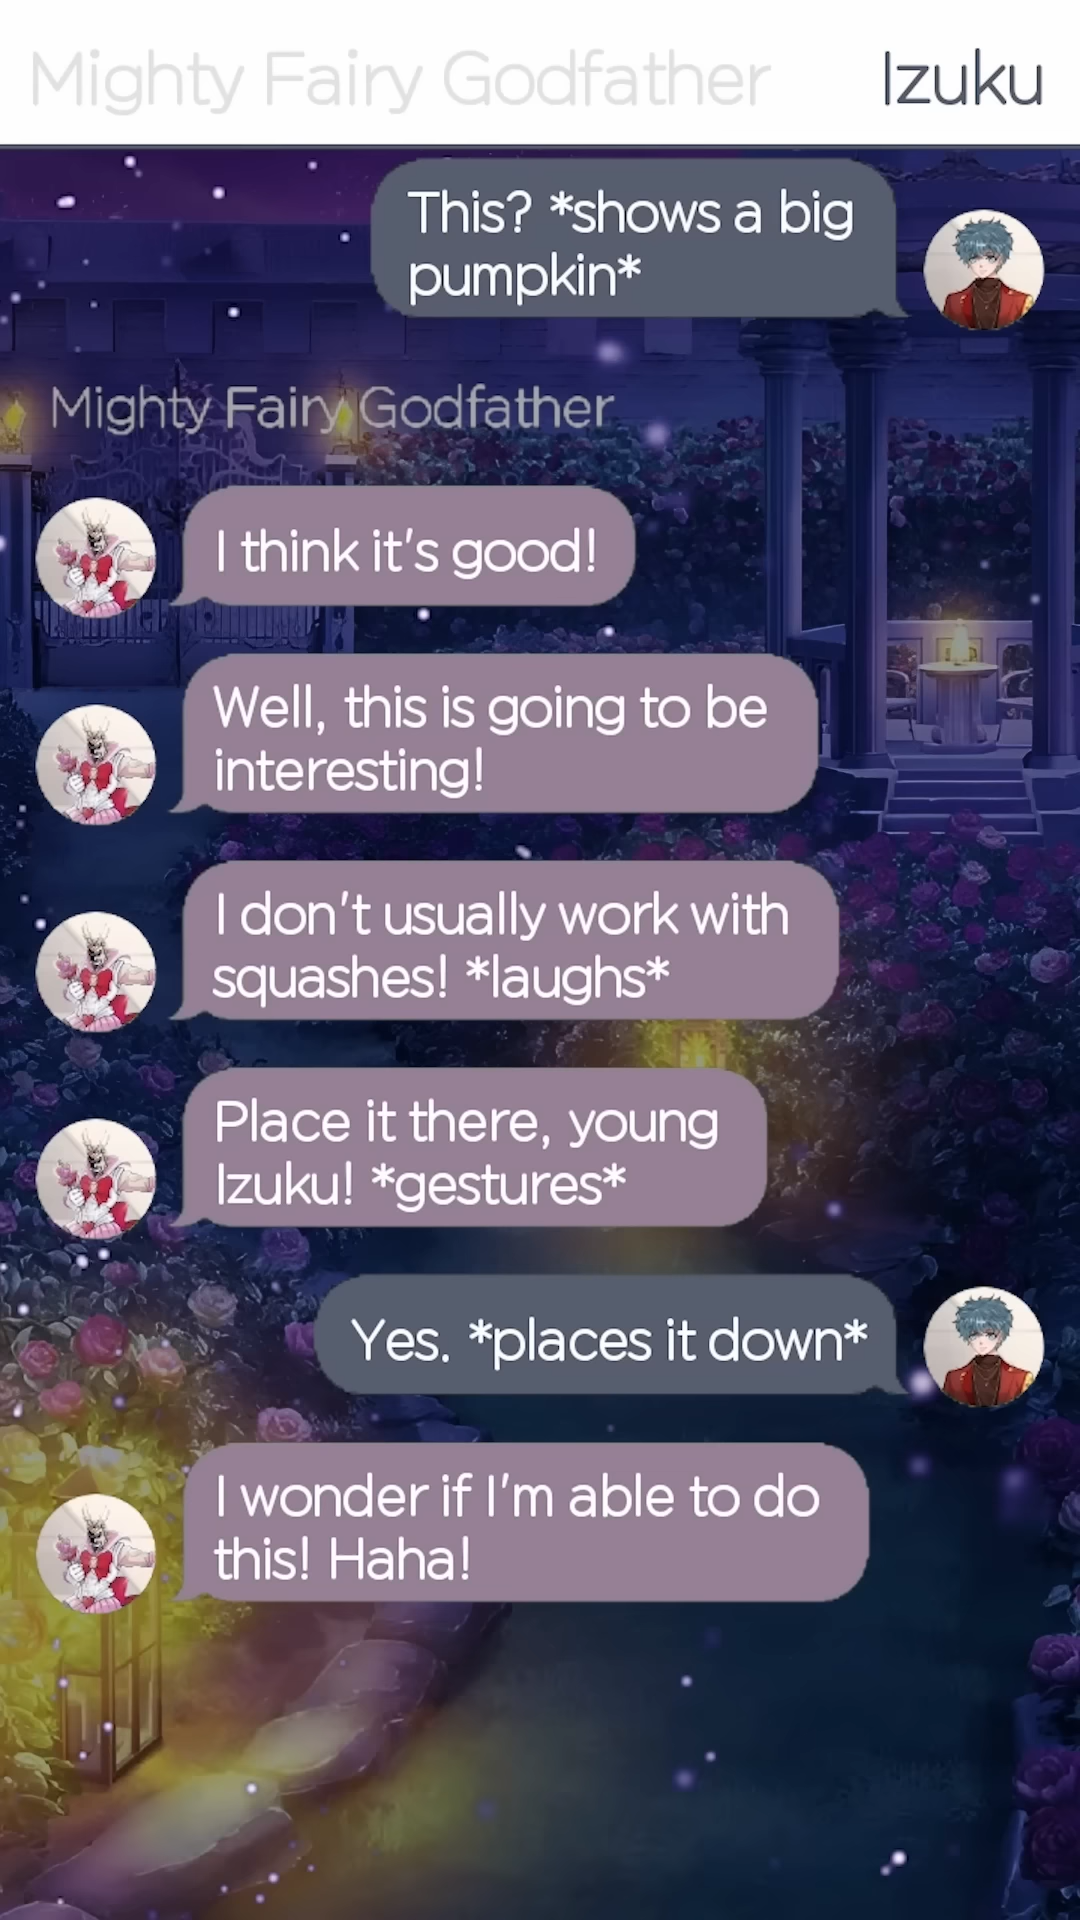 Mighty Fairy Godfather
Izuku
This? *shows a big
pumpkin*
Mighty Fairy Godfather
I think it's good!
Well, this is going to be
interesting!
I don't usually work with
squashes! *laughs*
Place it there, young
Izuku! *gestures*
Yes. *places it down*
I wonder if I'm able to do
this! Haha!